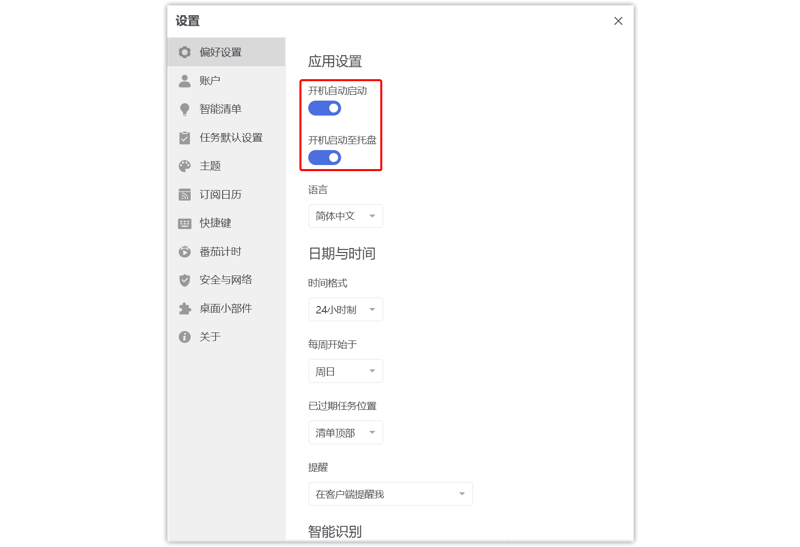 设置
偏好设置
账户
智能清单
任务默认设置
主题
订阅日历
快捷键
番茄计时
安全与网络
桌面小部件
关于
应用设置
开机自动启动
开机启动至托盘
语言
简体中文
日期与时间
时间格式
24小时制
每周开始于
周日
已过期任务位置
清单顶部
提醒
在客户端提醒我
智能识别